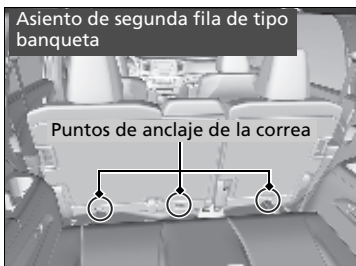 Asiento de segunda fila de tipo
banqueta
Puntos de anclaje de la correa